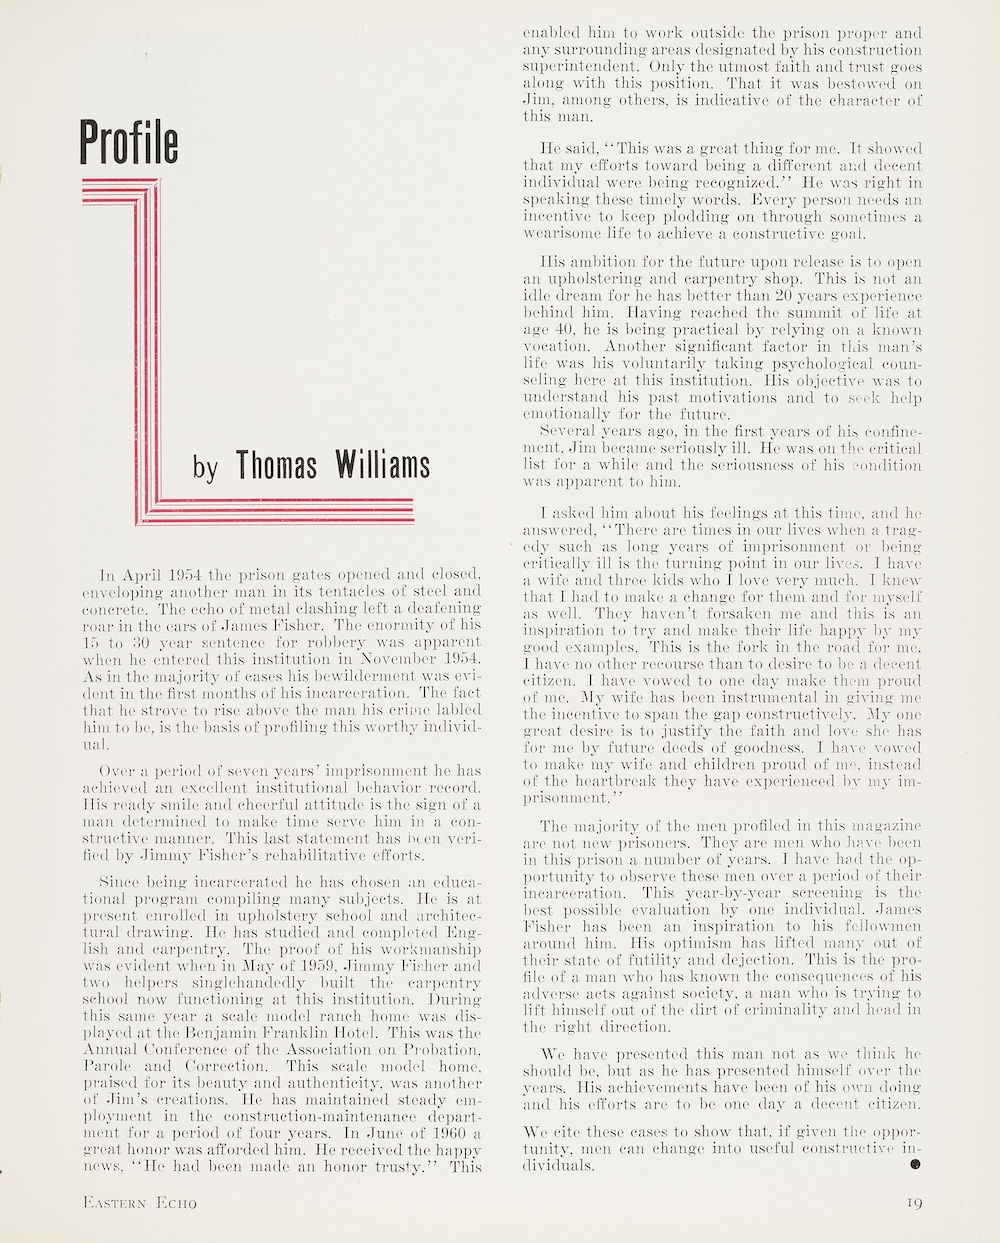 Profile
by Thomas Williams
In April 1954 the prison gates opened and closed,
enveloping another man in its tentacles of steel and
concrete. The echo of metal clashing left a deafening
roar in the ears of James Fisher. The enormity of his
15 to 30 year sentence for robbery was apparent
when he entered this institution in November 1954.
As in the majority of cases his bewilderment was evi-
dent in the first months of his incarceration. The fact
that he strove to rise above the man his crime labled
him to be, is the basis of profiling this worthy individ-
ual.
Over a period of seven years' imprisonment he has
achieved an excellent institutional behavior record.
His ready smile and cheerful attitude is the sign of a
man determined to make time serve him in a con-
structive manner. This last statement has been veri-
fied by Jimmy Fisher's rehabilitative efforts.
Since being incarcerated he has chosen an educa-
tional program compiling many subjects. He is at
present enrolled in upholstery school and architec-
tural drawing. He has studied and completed Eng-
lish and carpentry. The proof of his workmanship
was evident when in May of 1959, Jimmy Fisher and
two helpers singlehandedly built the carpentry
school now functioning at this institution. During
this same year a scale model ranch home was dis-
played at the Benjamin Franklin Hotel. This was the
Annual Conference of the Association on Probation,
Parole and Correction. This scale model home,
praised for its beauty and authenticity, was another
of Jim's creations. He has maintained steady em-
ployment in the construction-maintenance depart-
ment for a period of four years. In June of 1960 a
great honor was afforded him. He received the happy
news, "He had been made an honor trusty." This
enabled him to work outside the prison proper and
any surrounding areas designated by his construction
superintendent. Only the utmost faith and trust goes
along with this position. That it was bestowed on
Jim, among others, is indicative of the character of
this man.
He said, "This was a great thing for me. It showed
that my efforts toward being a different and decent
individual were being recognized." He was right in
speaking these timely words. Every person needs an
incentive to keep plodding on through sometimes a
wearisome life to achieve a constructive goal.
His ambition for the future upon release is to open
an upholstering and carpentry shop. This is not an
idle dream for he has better than 20 years experience
behind him. Having reached the summit of life at
age 40, he is being practical by relying on a known
vocation. Another significant factor in this man's
life was his voluntarily taking psychological coun-
seling here at this institution. His objective was to
understand his past motivations and to seek help
emotionally for the future.
Several years ago, in the first years of his confine-
ment, Jim became seriously ill. He was on the critical
list for a while and the seriousness of his condition
was apparent to him.
I asked him about his feelings at this time, and he
answered, "There are times in our lives when a trag-
edy such as long years of imprisonment or being
critically ill is the turning point in our lives. I have
a wife and three kids who I love very much. I knew
that I had to make a change for them and for myself
as well. They haven't forsaken me and this is an
inspiration to try and make their life happy by my
good examples. This is the fork in the road for me.
I have no other recourse than to desire to be a decent
citizen. I have vowed to one day make them proud
of me. My wife has been instrumental in giving me
the incentive to span the gap constructively. My one
great desire is to justify the faith and love she has
for me by future deeds of goodness. I have vowed
to make my wife and children proud of me, instead
of the heartbreak they have experienced by my im-
prisonment."
The majority of the men profiled in this magazine
are not new prisoners. They are men who have been
in this prison a number of years. I have had the op-
portunity to observe these men over a period of their
incarceration. This year-by-year screening is the
best possible evaluation by one individual. James
Fisher has been an inspiration to his fellowmen
around him. His optimism has lifted many out of
their state of futility and dejection. This is the pro-
file of a man who has known the consequences of his
adverse acts against society, a man who is trying to
lift himself out of the dirt of criminality and head in
the right direction.
We have presented this man not as we think he
should be, but as he has presented himself over the
years. His achievements have been of his own doing
and his efforts are to be one day a decent citizen.
We cite these cases to show that, if given the oppor-
tunity, men can change into useful constructive in-
dividuals.
EASTERN ECHO
19